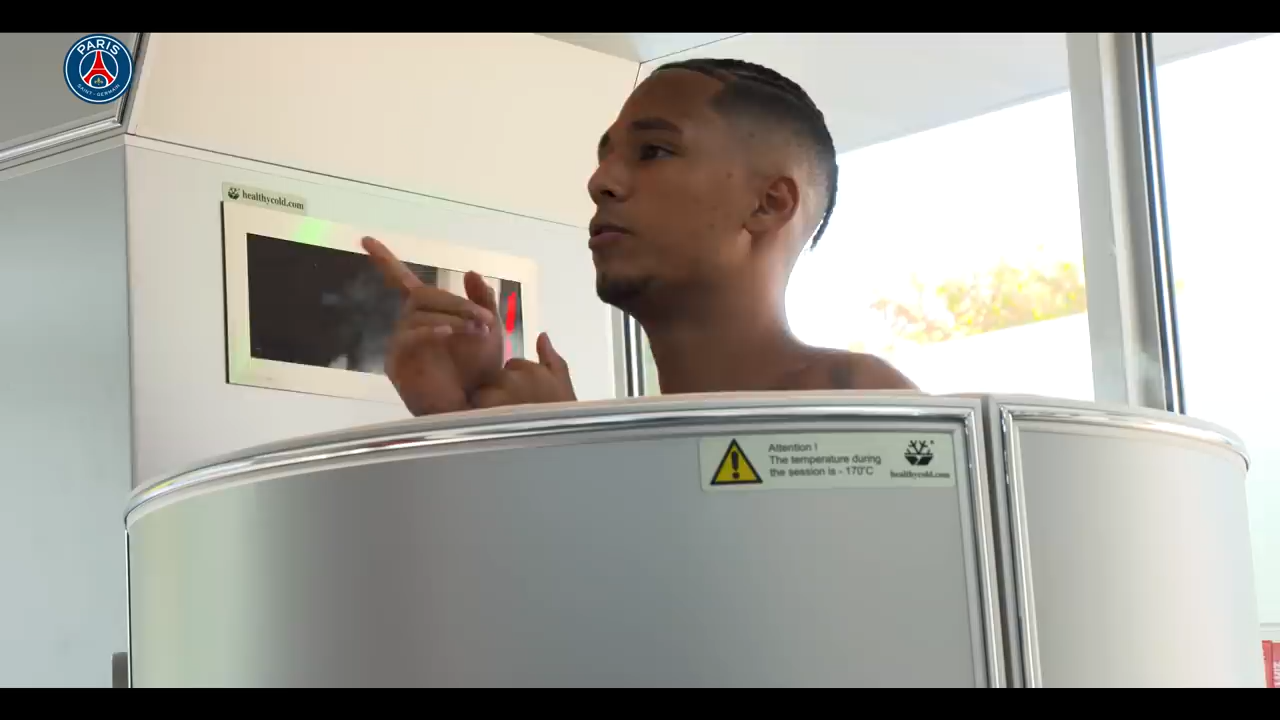 PARIS
SAINT-GERMAIN
healthycold.com
Attention !
The temperature during
the session is - 170°C
healthycold.com